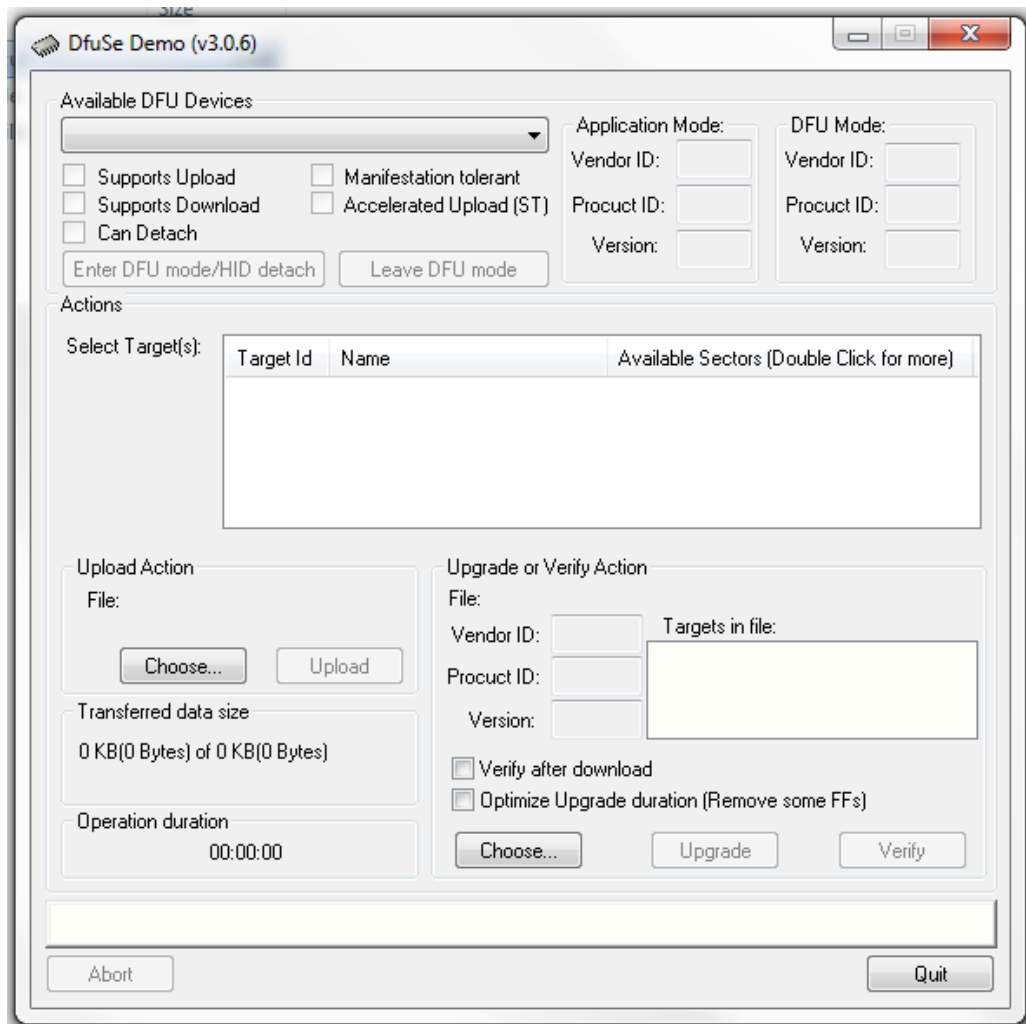 Size
DfuSe Demo (v3.0.6)
Available DFU Devices
Application Mode:
DFU Mode:
Vendor ID:
Vendor ID:
Supports Upload
Manifestation tolerant
Supports Download
Accelerated Upload (ST)
Procuct ID:
Procuct ID:
Can Detach
Version:
Version:
Enter DFU mode/HID detach
Leave DFU mode
Actions
Select Target(s):
Target Id Name Available Sectors (Double Click for more)
Upload Action
File:
Choose...
Upload
Transferred data size
0 KB(0 Bytes) of 0 KB(0 Bytes)
Operation duration
00:00:00
Upgrade or Verify Action
File:
Vendor ID:
Targets in file:
Procuct ID:
Version:
Verify after download
Optimize Upgrade duration (Remove some FFs)
Choose...
Upgrade
Verify
Abort
Quit